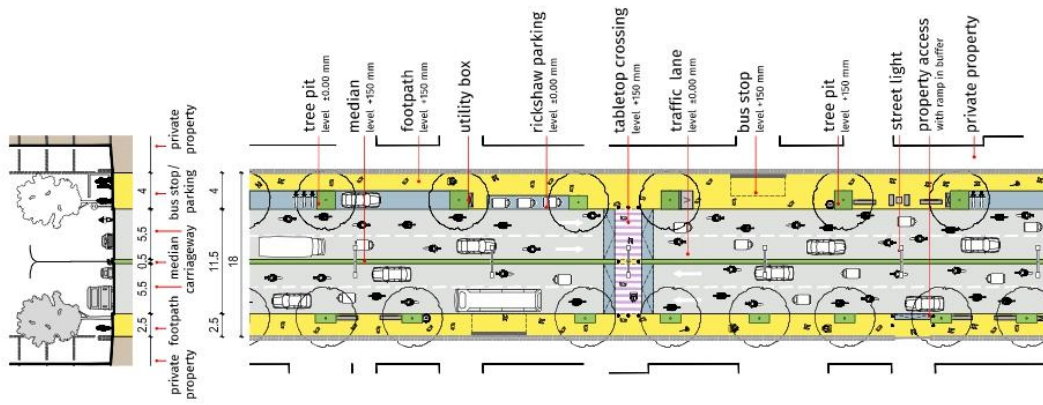 2.5 5.5 0.5 5.5 4
private property
footpath
median
carriageway
bus stop/
parking
private property
2.5 11.5 4
18
tree pit
level ±0.00 mm
median
level +150 mm
footpath
level +150 mm
utility box
rickshaw parking
level ±0.00 mm
tabletop crossing
level +150 mm
traffic lane
level ±0.00 mm
bus stop
level +150 mm
tree pit
level +150 mm
street light
property access
with ramp in buffer
private property